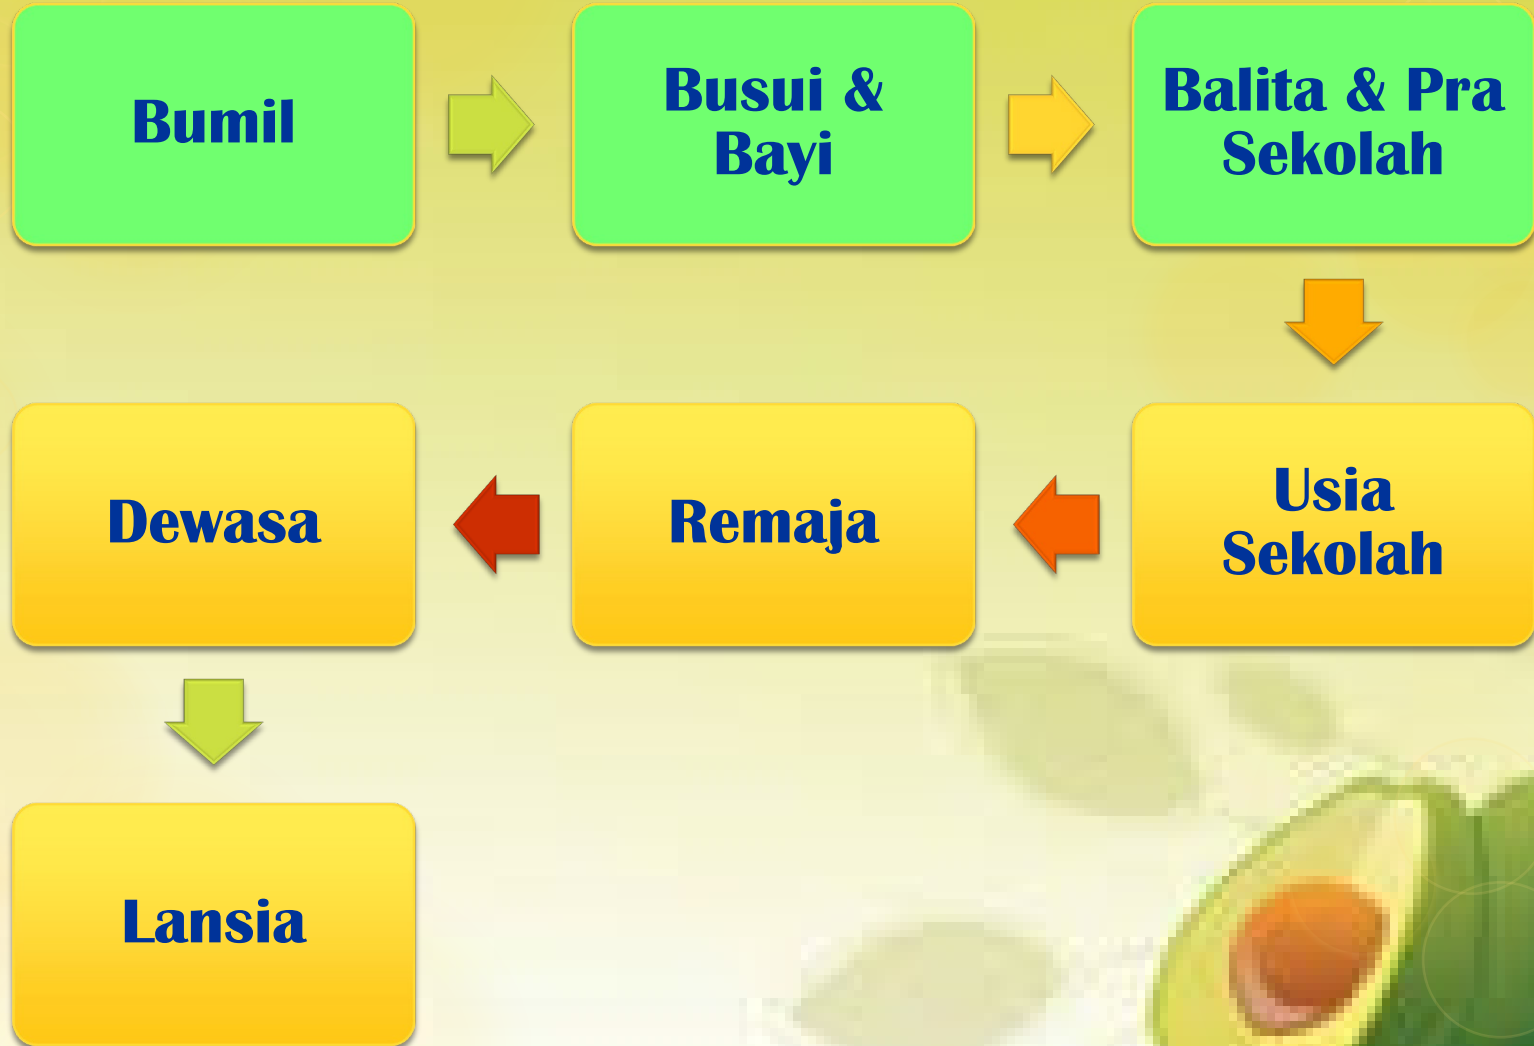 Bumil
Busui &
Bayi
Balita & Pra
Sekolah
Usia
Sekolah
Remaja
Dewasa
Lansia